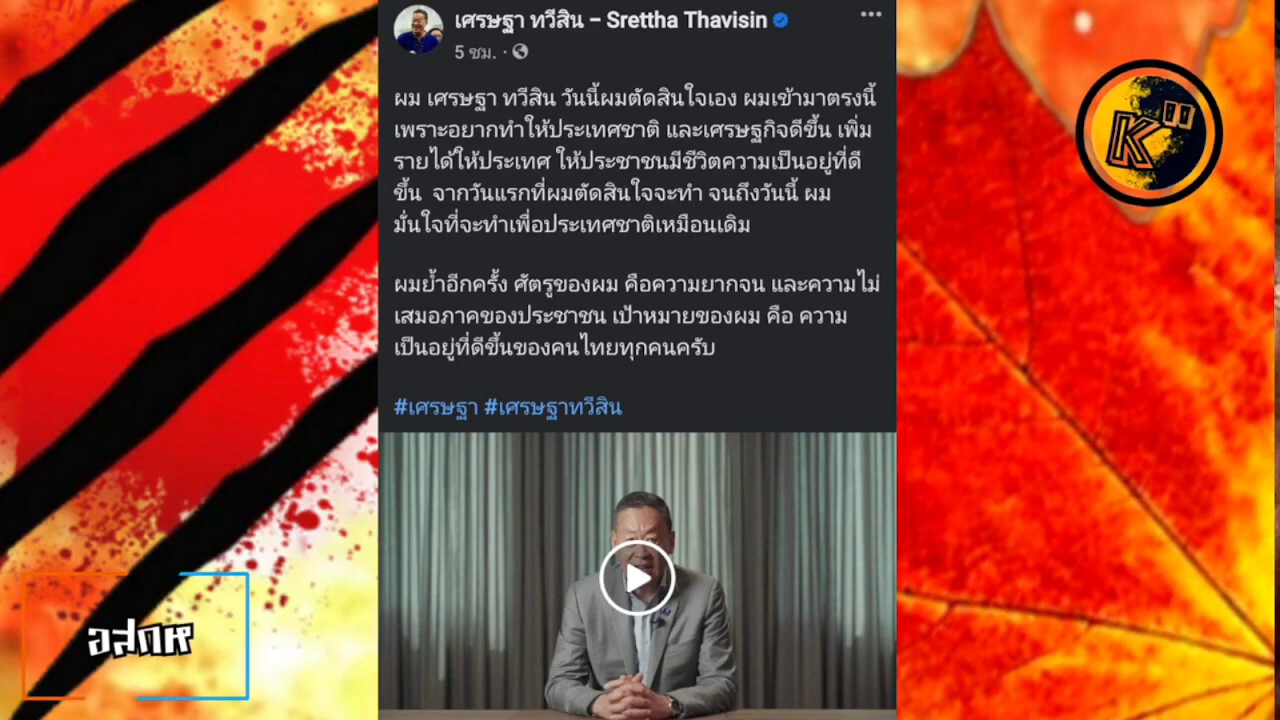 เศรษฐา ทวีสิน - Srettha Thavisin
5 ชม.
ผม เศรษฐา ทวีสิน วันนี้ผมตัดสินใจเอง ผมเข้ามาตรงนี้
เพราะอยากทำให้ประเทศชาติ และเศรษฐกิจดีขึ้น เพิ่ม
รายได้ให้ประเทศ ให้ประชาชนมีชีวิตความเป็นอยู่ที่ดี
ขึ้น จากวันแรกที่ผมตัดสินใจจะทำ จนถึงวันนี้ ผม
มั่นใจที่จะทำเพื่อประเทศชาติเหมือนเดิม
ผมย้ำอีกครั้ง ศัตรูของผม คือความยากจน และความไม่
เสมอภาคของประชาชน เป้าหมายของผม คือ ความ
เป็นอยู่ที่ดีขึ้นของคนไทยทุกคนครับ
#เศรษฐา #เศรษฐาทวีสิน
K"
อสกห